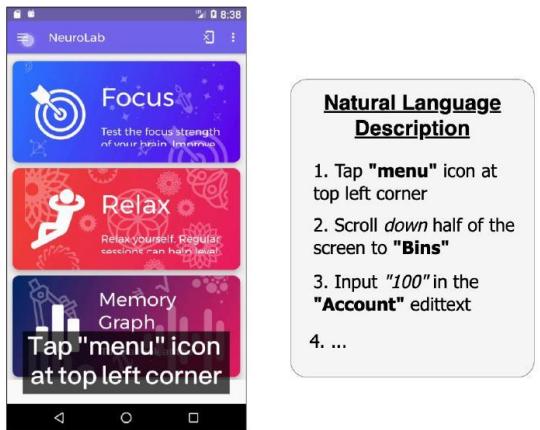 8:38
NeuroLab
Focus
Test the focus strength
of your brain. Improve
Relax
Relax yourself. Regular
sessions can help level
Memory
Graph
Tap "menu" icon
at top left corner
Natural Language
Description
1. Tap "menu" icon at
top left corner
2. Scroll down half of the
screen to "Bins"
3. Input "100" in the
"Account" edittext
4. ...